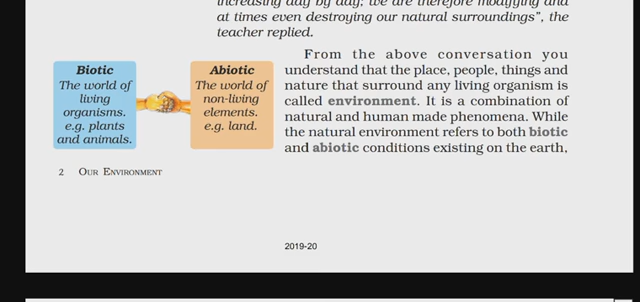 increasing day by day; we are therefore modifying and
at times even destroying our natural surroundings”, the
teacher replied.
Biotic
The world of
living
organisms.
e.g. plants
and animals.
Abiotic
The world of
non-living
elements.
e.g. land.
From the above conversation you
understand that the place, people, things and
nature that surround any living organism is
called environment. It is a combination of
natural and human made phenomena. While
the natural environment refers to both biotic
and abiotic conditions existing on the earth,
2 OUR ENVIRONMENT
2019-20